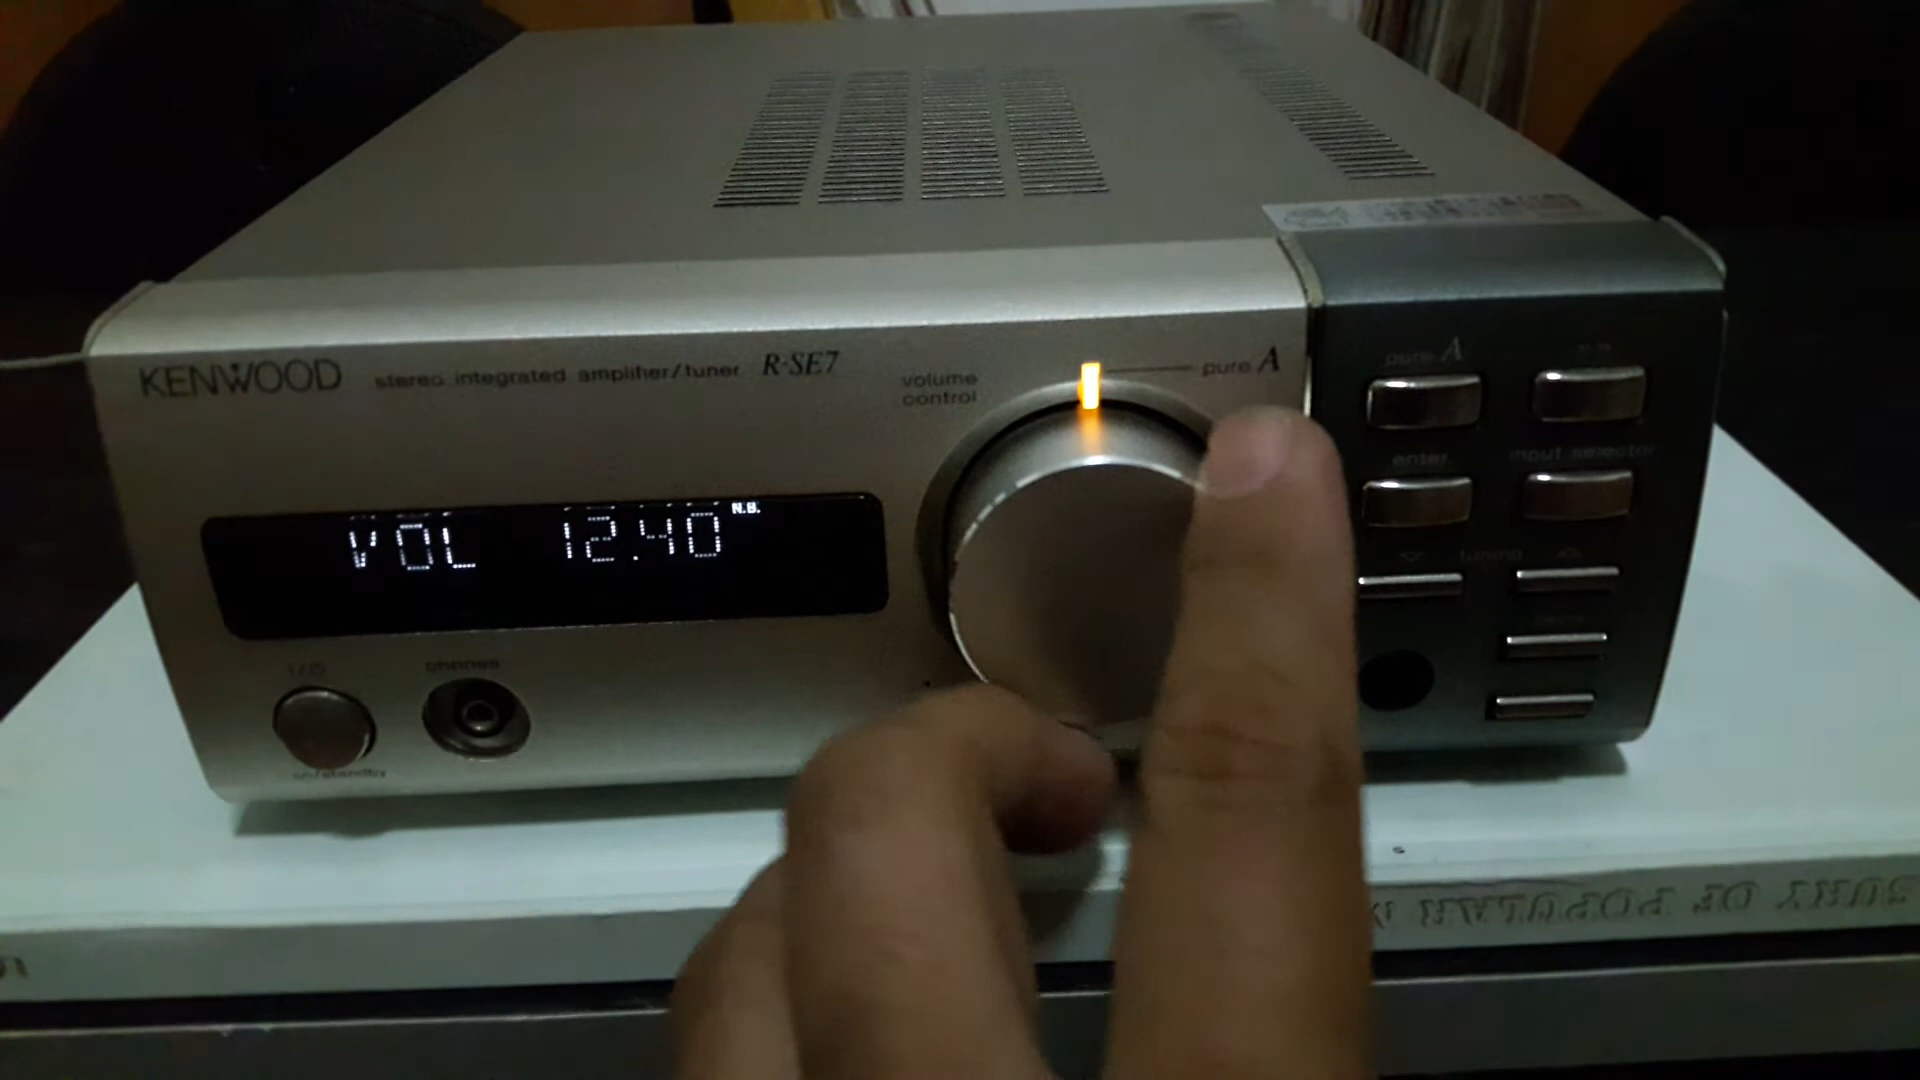 KENWOOD stereo integrated amplifier/tuner R-SE7
volume
control
pure A
pure A
enter
input selector
tuning
N.B.
VOL 12.40
phones
on/standby
OF POPULAR